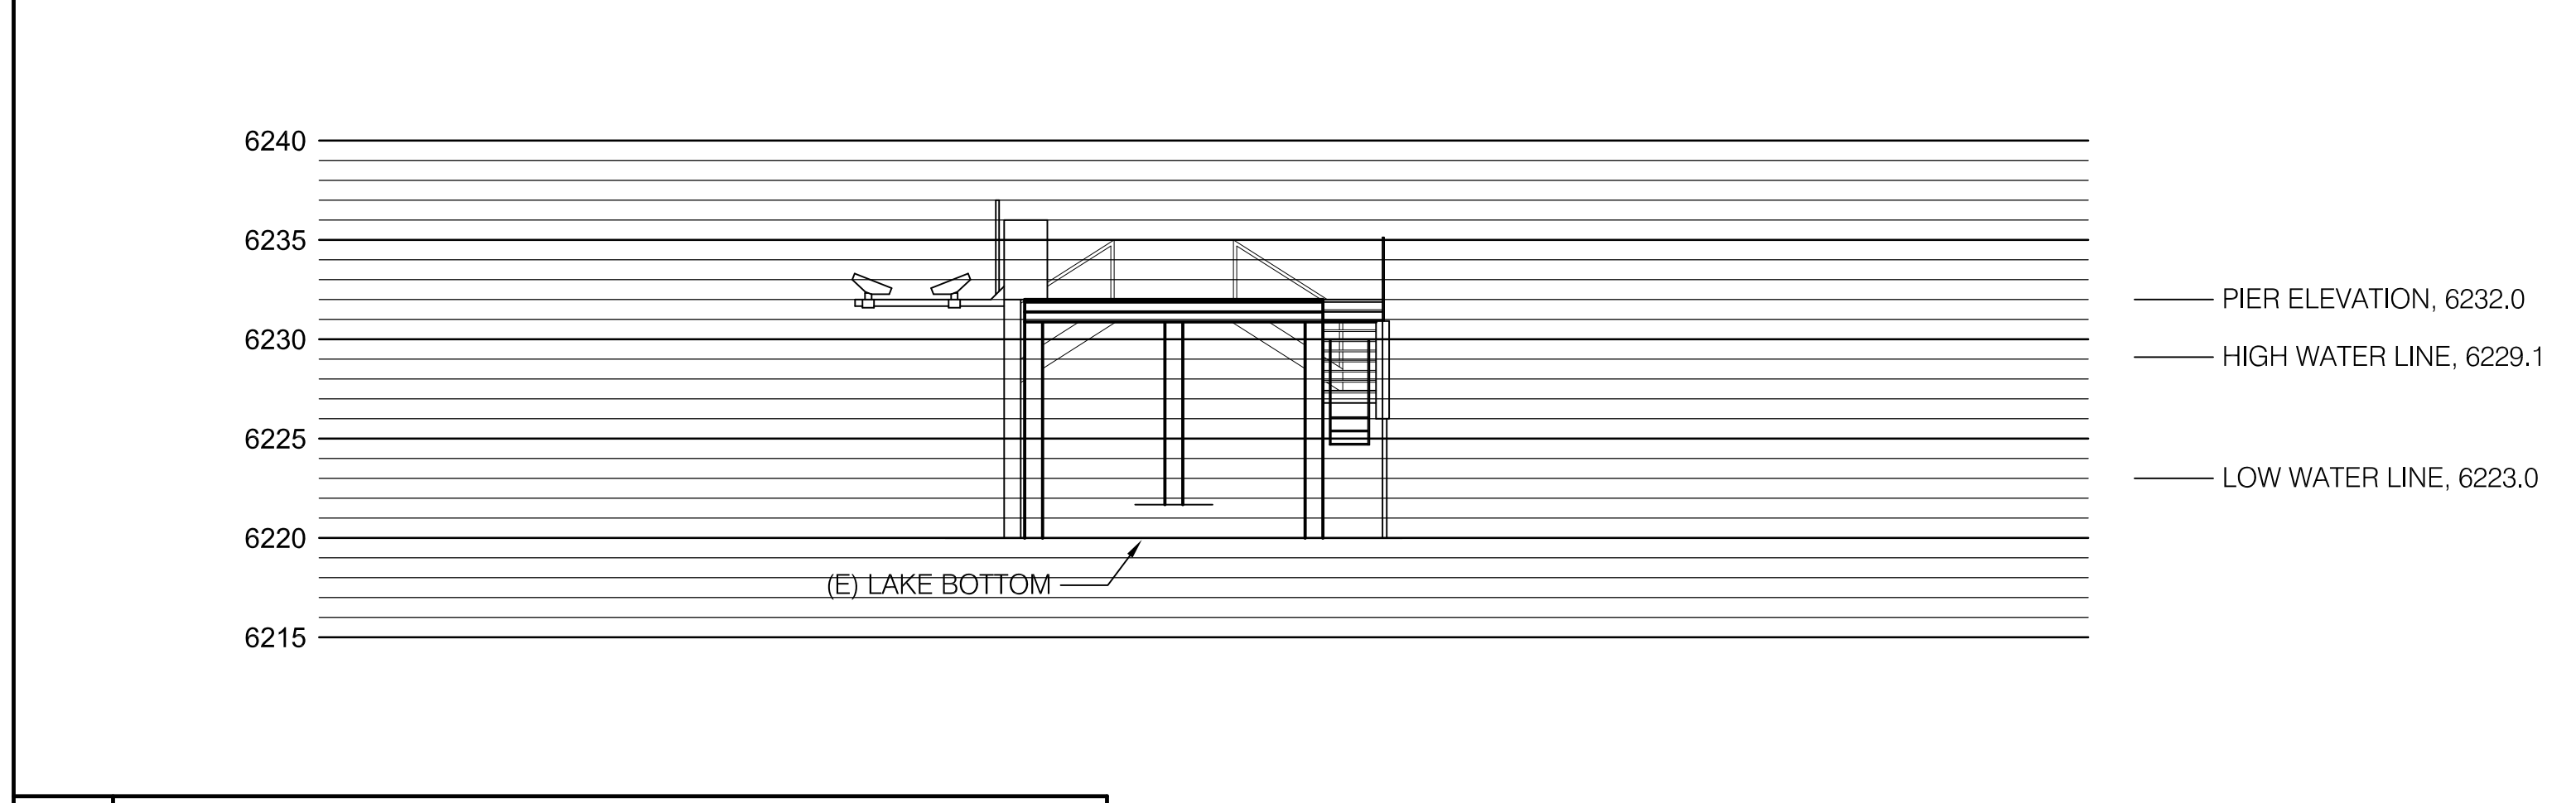 6240
6235
PIER ELEVATION, 6232.0
6230
HIGH WATER LINE, 6229.1
6225
LOW WATER LINE, 6223.0
6220
(E) LAKE BOTTOM
6215